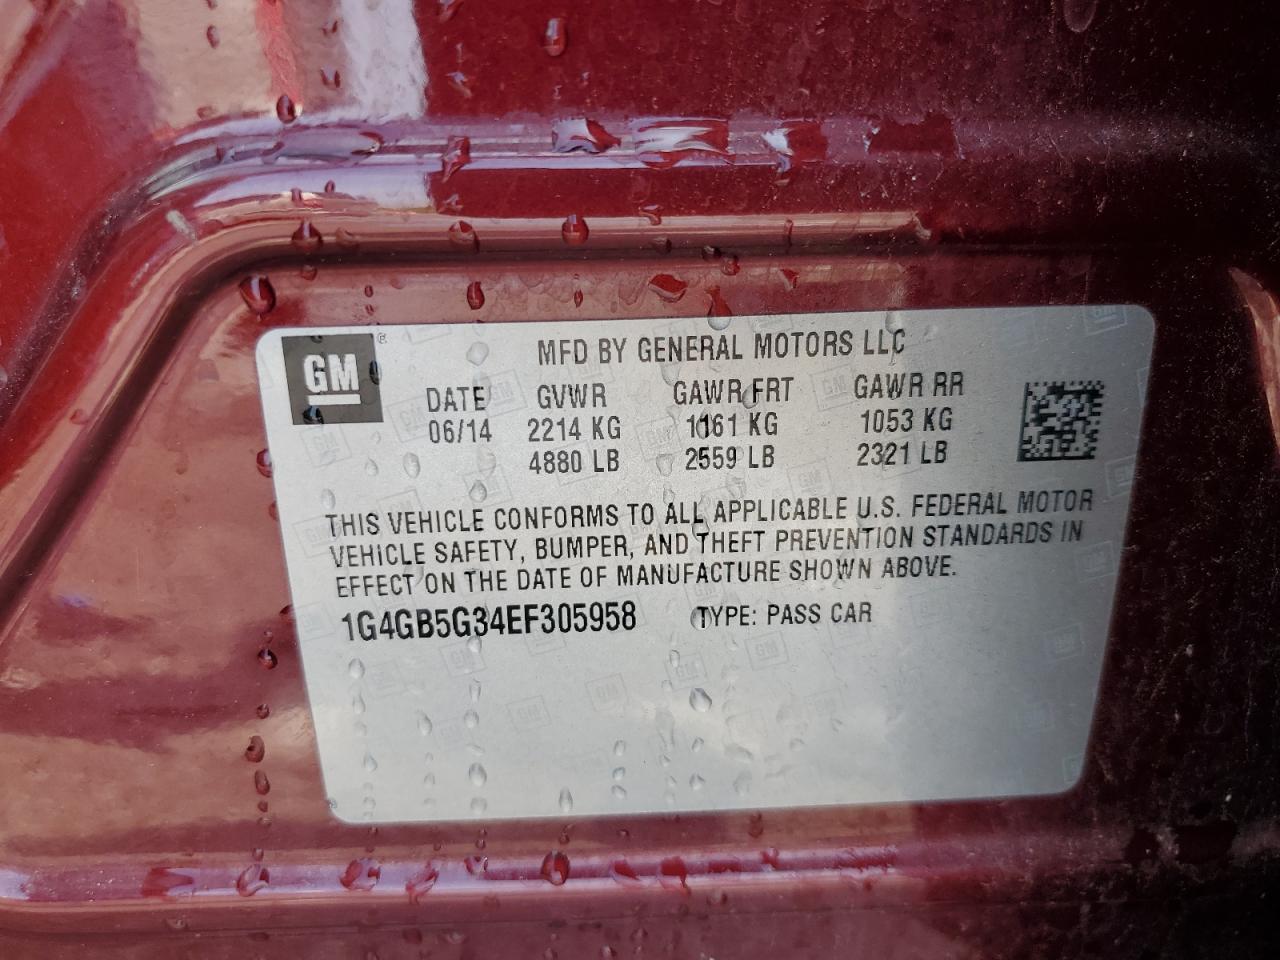 GM
MFD BY GENERAL MOTORS LLC
DATE GVWR GAWR FRT GAWR RR
06/14 2214 KG 1161 KG 1053 KG
4880 LB 2559 LB 2321 LB
THIS VEHICLE CONFORMS TO ALL APPLICABLE U.S. FEDERAL MOTOR
VEHICLE SAFETY, BUMPER, AND THEFT PREVENTION STANDARDS IN
EFFECT ON THE DATE OF MANUFACTURE SHOWN ABOVE.
1G4GB5G34EF305958 TYPE: PASS CAR